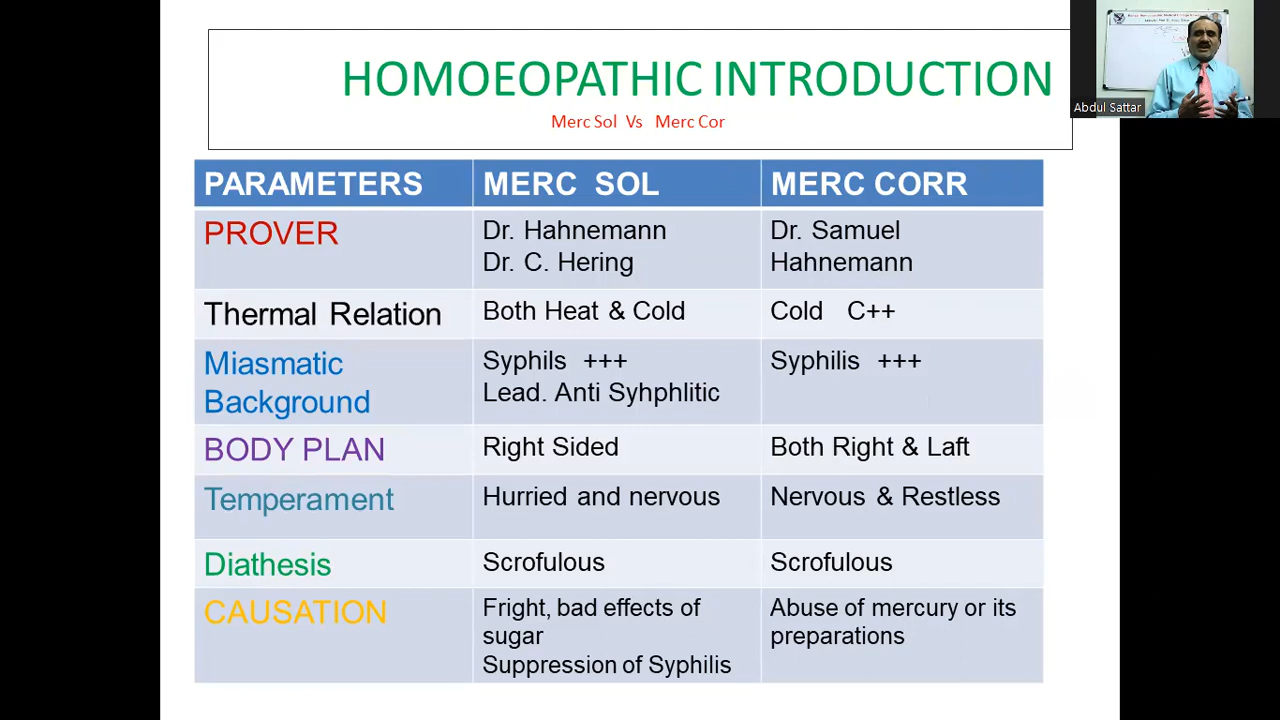 HOMOEOPATHIC INTRODUCTION
Merc Sol Vs Merc Cor
Abdul Sattar
PARAMETERS MERC SOL MERC CORR
PROVER Dr. Hahnemann Dr. Samuel
Dr. C. Hering Hahnemann
Thermal Relation Both Heat & Cold Cold C++
Miasmatic Syphils +++ Syphilis +++
Background Lead. Anti Syhphlitic
BODY PLAN Right Sided Both Right & Laft
Temperament Hurried and nervous Nervous & Restless
Diathesis Scrofulous Scrofulous
CAUSATION Fright, bad effects of Abuse of mercury or its
sugar preparations
Suppression of Syphilis